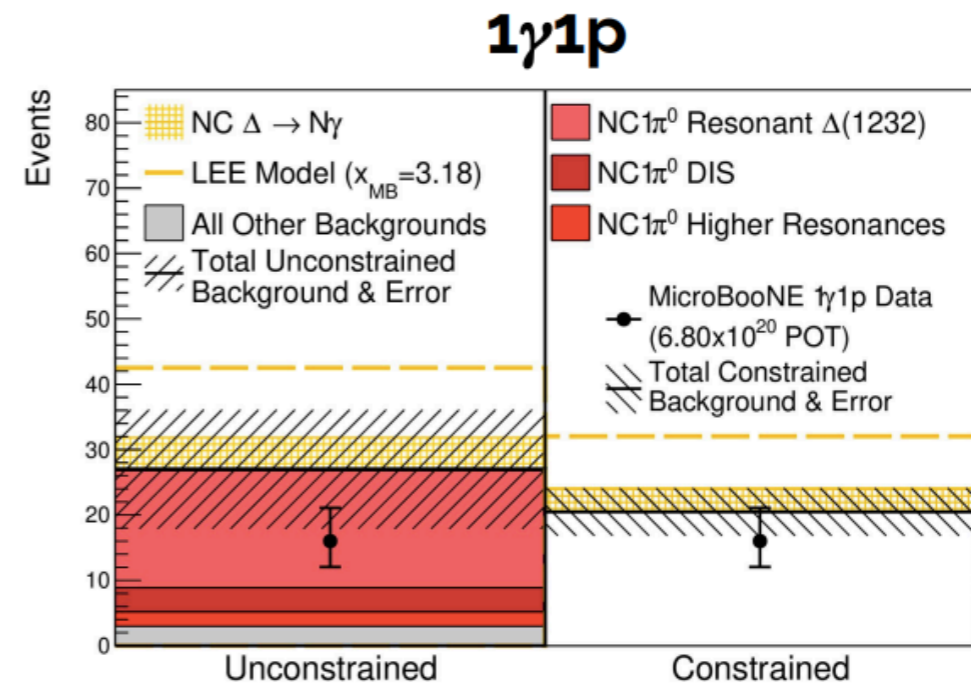 1γ1p
Events
80
70
60
50
40
30
20
10
0
NC Δ → Nγ
LEE Model (x_MB=3.18)
All Other Backgrounds
Total Unconstrained
Background & Error
NC1π⁰ Resonant Δ(1232)
NC1π⁰ DIS
NC1π⁰ Higher Resonances
MicroBooNE 1γ1p Data
(6.80x10²⁰ POT)
Total Constrained
Background & Error
Unconstrained
Constrained